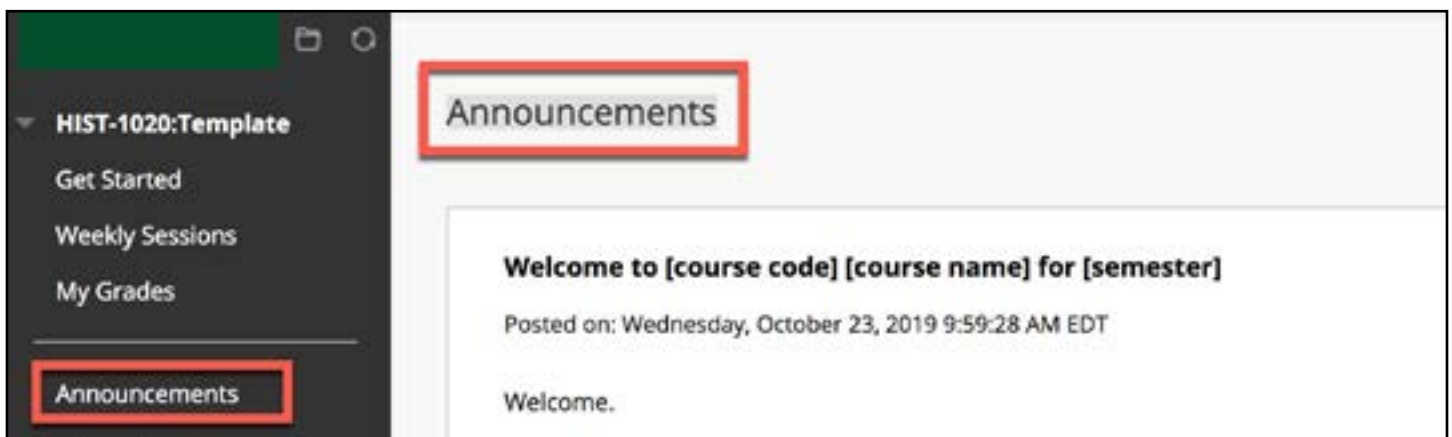 HIST-1020:Template
Get Started
Weekly Sessions
My Grades
Announcements
Announcements
Welcome to [course code] [course name] for [semester]
Posted on: Wednesday, October 23, 2019 9:59:28 AM EDT
Welcome.